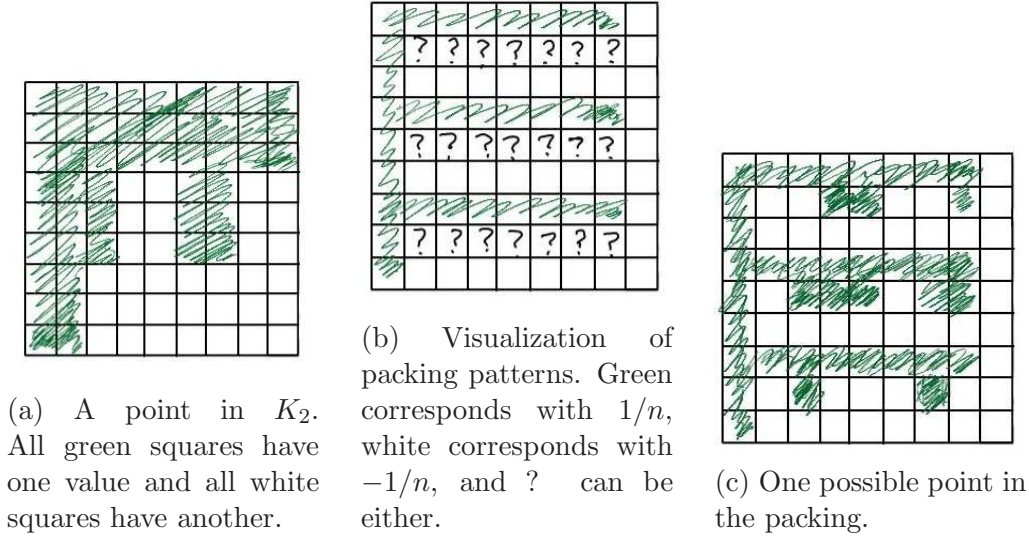 ? ? ? ? ? ? ?
? ? ? ? ? ? ?
? ? ? ? ? ? ?
(a) A point in K₂.
All green squares have
one value and all white
squares have another.
(b) Visualization of
packing patterns. Green
corresponds with 1/n,
white corresponds with
−1/n, and ? can be
either.
(c) One possible point in
the packing.